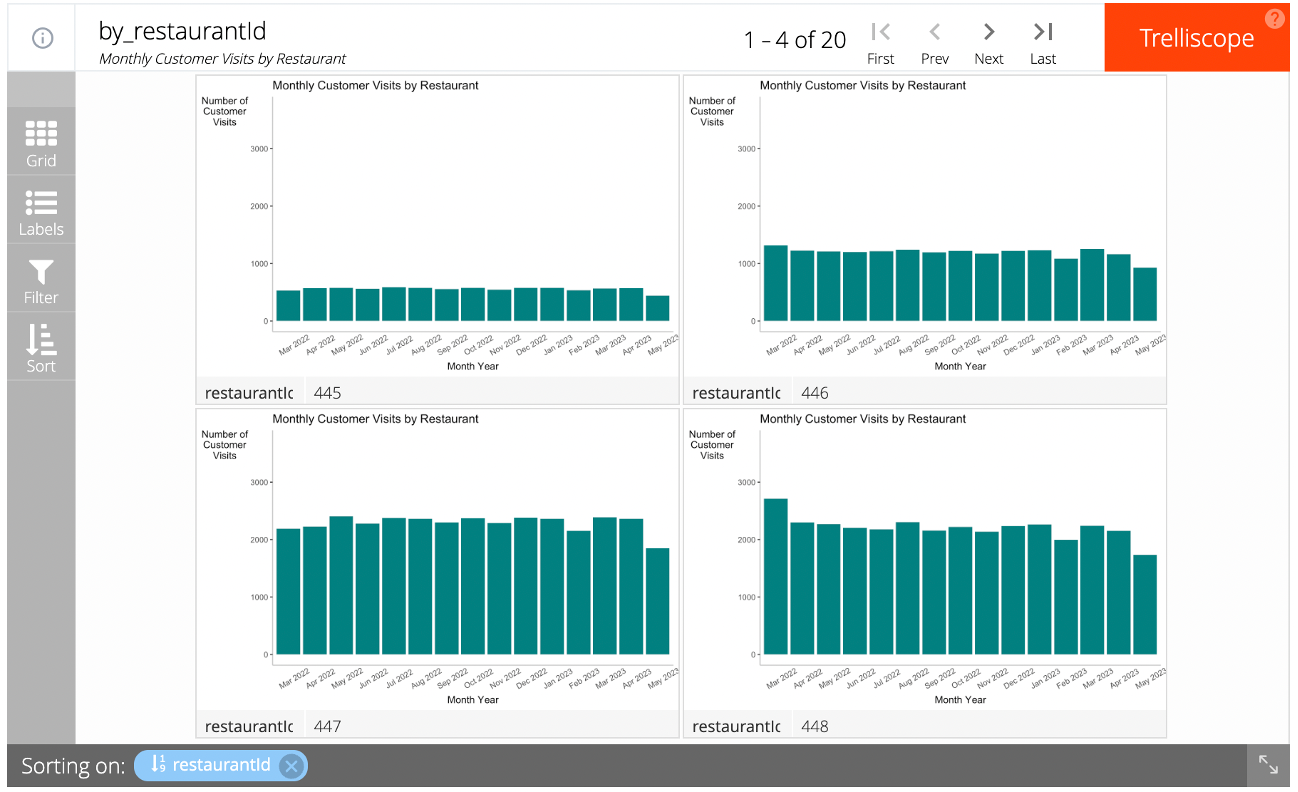 by_restaurantId
Monthly Customer Visits by Restaurant
1 – 4 of 20
First Prev Next Last
Trelliscope
?
Grid
Labels
Filter
Sort
Monthly Customer Visits by Restaurant
Number of
Customer
Visits
3000
2000
1000
0
Mar 2022 Apr 2022 May 2022 Jun 2022 Jul 2022 Aug 2022 Sep 2022 Oct 2022 Nov 2022 Dec 2022 Jan 2023 Feb 2023 Mar 2023 Apr 2023 May 2023
Month Year
restaurantIc 445
Monthly Customer Visits by Restaurant
Number of
Customer
Visits
3000
2000
1000
0
Mar 2022 Apr 2022 May 2022 Jun 2022 Jul 2022 Aug 2022 Sep 2022 Oct 2022 Nov 2022 Dec 2022 Jan 2023 Feb 2023 Mar 2023 Apr 2023 May 2023
Month Year
restaurantIc 446
Monthly Customer Visits by Restaurant
Number of
Customer
Visits
3000
2000
1000
0
Mar 2022 Apr 2022 May 2022 Jun 2022 Jul 2022 Aug 2022 Sep 2022 Oct 2022 Nov 2022 Dec 2022 Jan 2023 Feb 2023 Mar 2023 Apr 2023 May 2023
Month Year
restaurantIc 447
Monthly Customer Visits by Restaurant
Number of
Customer
Visits
3000
2000
1000
0
Mar 2022 Apr 2022 May 2022 Jun 2022 Jul 2022 Aug 2022 Sep 2022 Oct 2022 Nov 2022 Dec 2022 Jan 2023 Feb 2023 Mar 2023 Apr 2023 May 2023
Month Year
restaurantIc 448
Sorting on: restaurantId